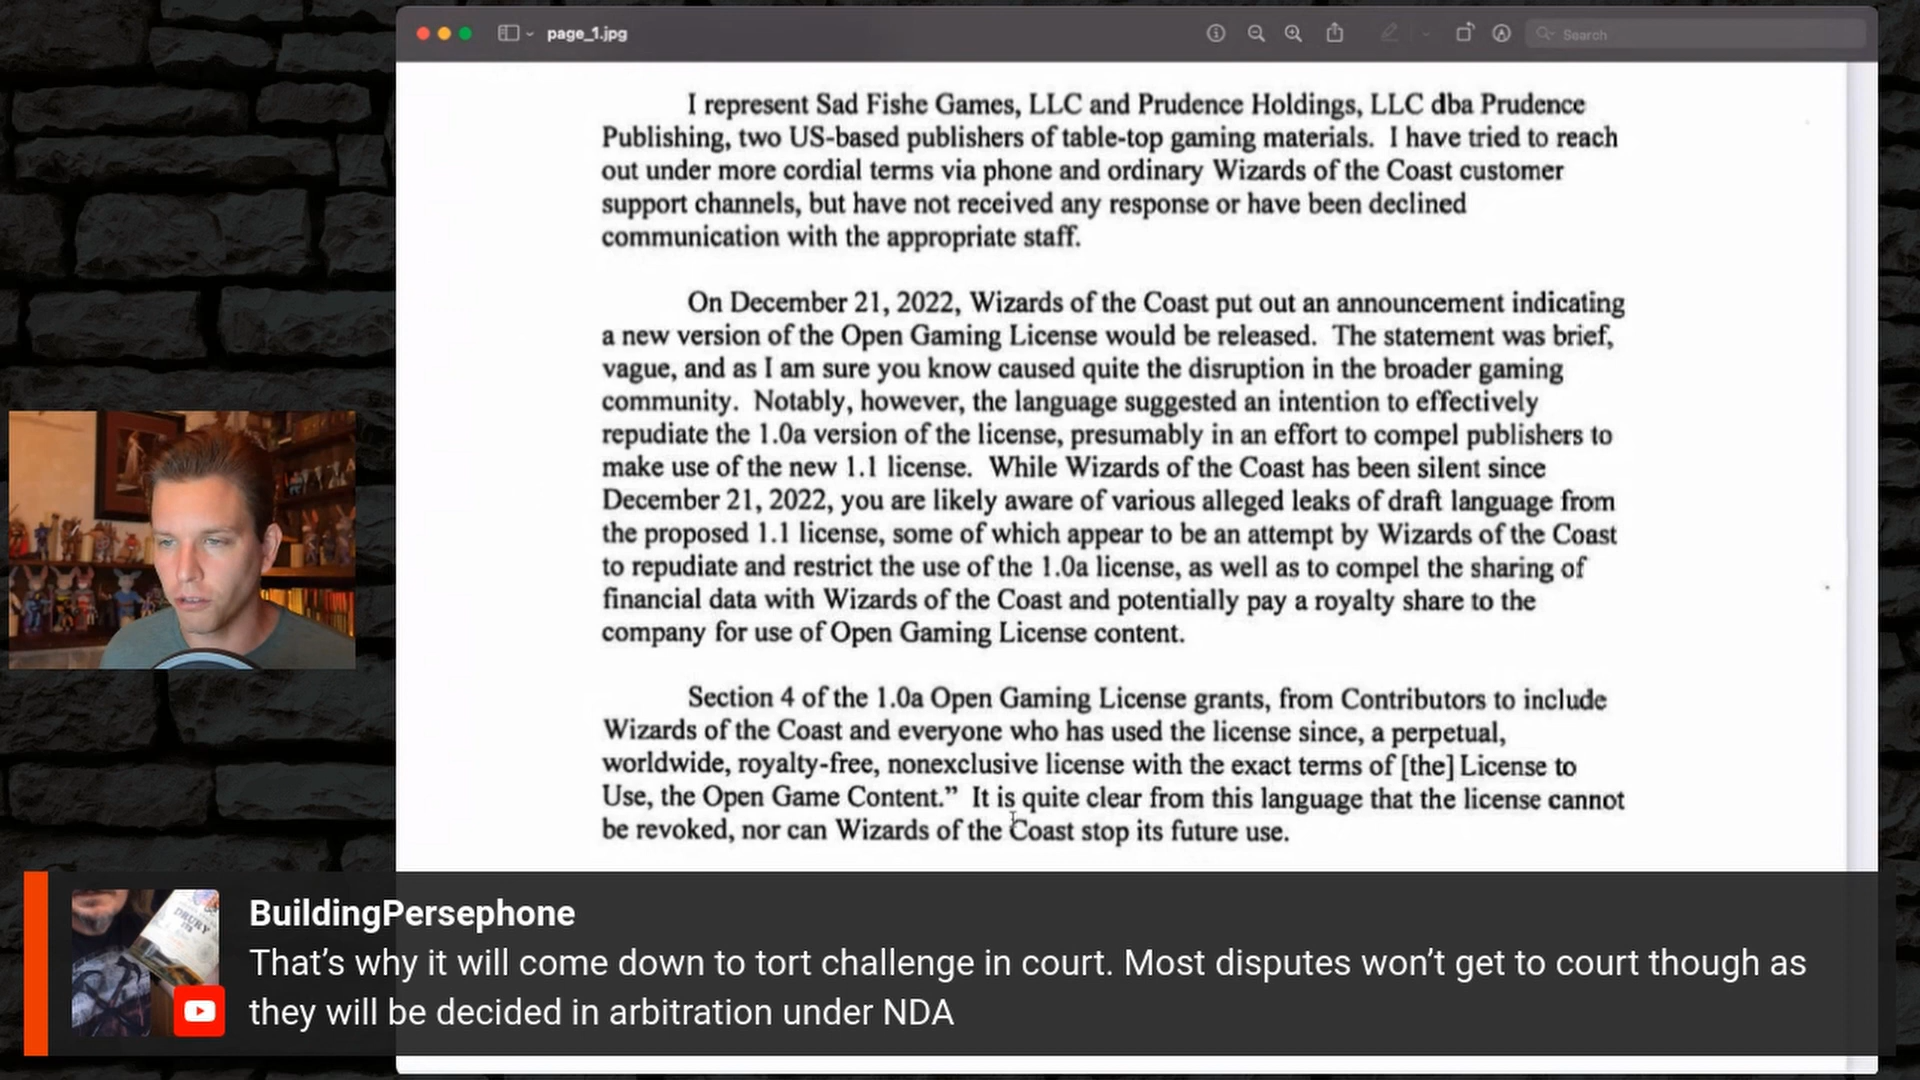 page_1.jpg
Search
I represent Sad Fishe Games, LLC and Prudence Holdings, LLC dba Prudence
Publishing, two US-based publishers of table-top gaming materials.  I have tried to reach
out under more cordial terms via phone and ordinary Wizards of the Coast customer
support channels, but have not received any response or have been declined
communication with the appropriate staff.
On December 21, 2022, Wizards of the Coast put out an announcement indicating
a new version of the Open Gaming License would be released.  The statement was brief,
vague, and as I am sure you know caused quite the disruption in the broader gaming
community.  Notably, however, the language suggested an intention to effectively
repudiate the 1.0a version of the license, presumably in an effort to compel publishers to
make use of the new 1.1 license.  While Wizards of the Coast has been silent since
December 21, 2022, you are likely aware of various alleged leaks of draft language from
the proposed 1.1 license, some of which appear to be an attempt by Wizards of the Coast
to repudiate and restrict the use of the 1.0a license, as well as to compel the sharing of
financial data with Wizards of the Coast and potentially pay a royalty share to the
company for use of Open Gaming License content.
Section 4 of the 1.0a Open Gaming License grants, from Contributors to include
Wizards of the Coast and everyone who has used the license since, a perpetual,
worldwide, royalty-free, nonexclusive license with the exact terms of [the] License to
Use, the Open Game Content.”  It is quite clear from this language that the license cannot
be revoked, nor can Wizards of the Coast stop its future use.
DRURY
BuildingPersephone
That’s why it will come down to tort challenge in court. Most disputes won’t get to court though as
they will be decided in arbitration under NDA